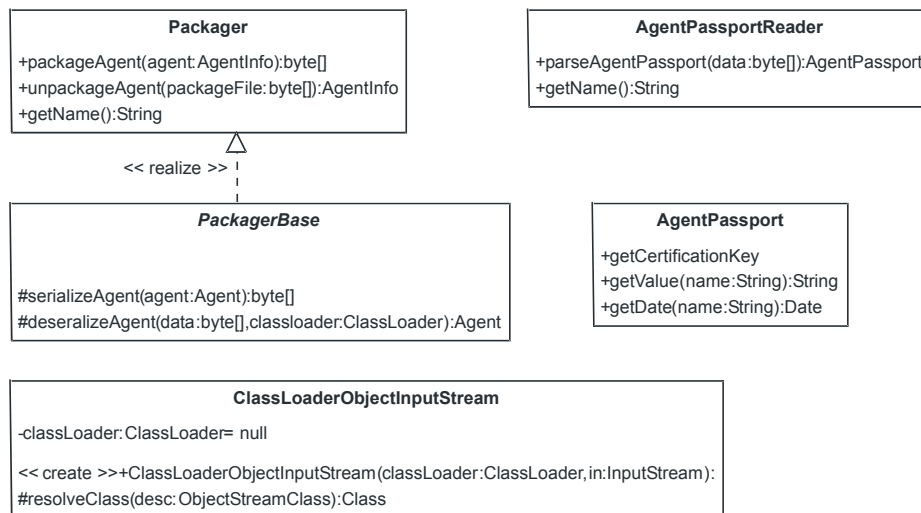 Packager
+packageAgent(agent:AgentInfo):byte[]
+unpackageAgent(packageFile:byte[]):AgentInfo
+getName():String
AgentPassportReader
+parseAgentPassport(data:byte[]):AgentPassport
+getName():String
<< realize >>
PackagerBase
#serializeAgent(agent:Agent):byte[]
#deseralizeAgent(data:byte[],classloader:ClassLoader):Agent
AgentPassport
+getCertificationKey
+getValue(name:String):String
+getDate(name:String):Date
ClassLoaderObjectInputStream
-classLoader:ClassLoader= null
<< create >>+ClassLoaderObjectInputStream(classLoader:ClassLoader,in:InputStream):
#resolveClass(desc:ObjectStreamClass):Class